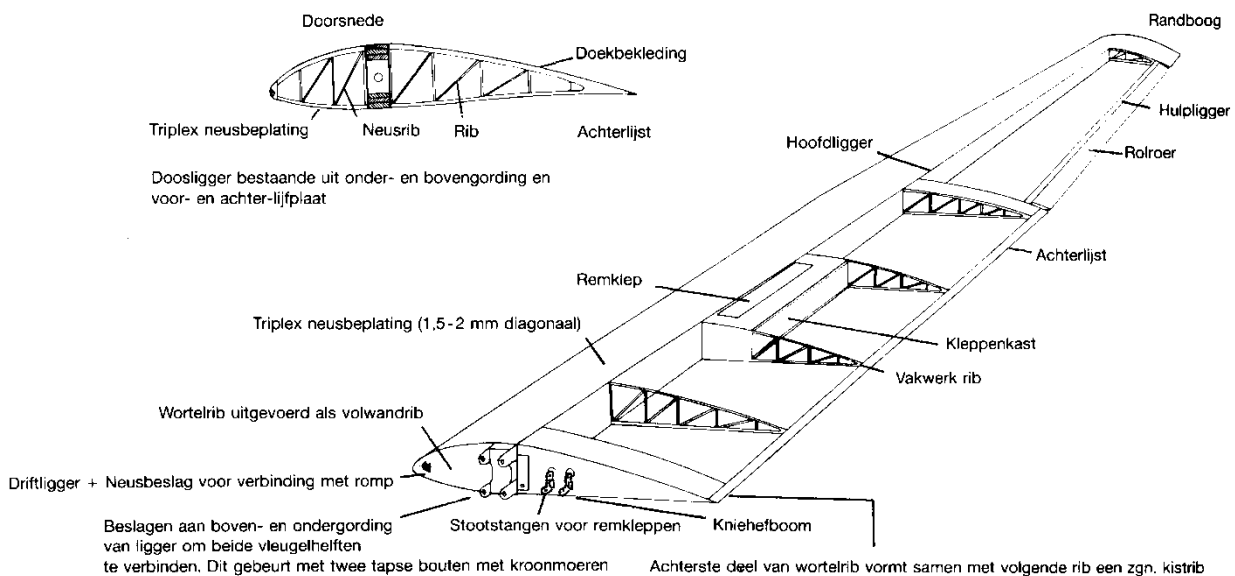 Doorsnede
Randboog
Doekbekleding
Hulpligger
Triplex neusbeplating
Neusrib
Rib
Achterlijst
Hoofdligger
Rolroer
Doosligger bestaande uit onder- en bovengording en
voor- en achter-lijfplaat
Achterlijst
Remklep
Triplex neusbeplating (1,5-2 mm diagonaal)
Kleppenkast
Vakwerk rib
Wortelrib uitgevoerd als volwandrib
Driftligger + Neusbeslag voor verbinding met romp
Beslagen aan boven- en ondergording
van ligger om beide vleugelhelften
te verbinden. Dit gebeurt met twee tapse bouten met kroonmoeren
Stootstangen voor remkleppen
Kniehefboom
Achterste deel van wortelrib vormt samen met volgende rib een zgn. kistrib